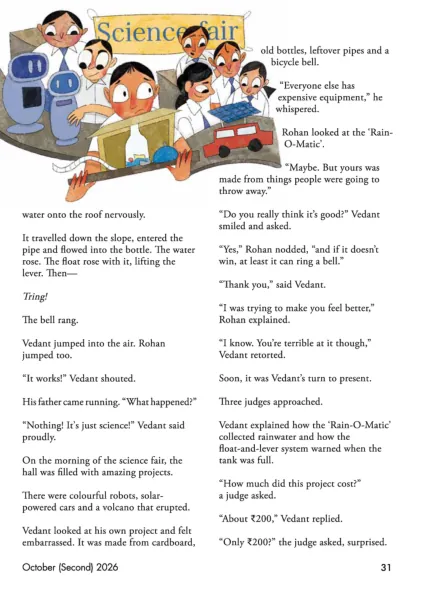 Science fair
water onto the roof nervously.
It travelled down the slope, entered the
pipe and flowed into the bottle. The water
rose. The float rose with it, lifting the
lever. Then—
Tring!
The bell rang.
Vedant jumped into the air. Rohan
jumped too.
“It works!” Vedant shouted.
His father came running. “What happened?”
“Nothing! It’s just science!” Vedant said
proudly.
On the morning of the science fair, the
hall was filled with amazing projects.
There were colourful robots, solar-
powered cars and a volcano that erupted.
Vedant looked at his own project and felt
embarrassed. It was made from cardboard,
old bottles, leftover pipes and a
bicycle bell.
“Everyone else has
expensive equipment,” he
whispered.
Rohan looked at the ‘Rain-
O-Matic’.
“Maybe. But yours was
made from things people were going to
throw away.”
“Do you really think it’s good?” Vedant
smiled and asked.
“Yes,” Rohan nodded, “and if it doesn’t
win, at least it can ring a bell.”
“Thank you,” said Vedant.
“I was trying to make you feel better,”
Rohan explained.
“I know. You’re terrible at it though,”
Vedant retorted.
Soon, it was Vedant’s turn to present.
Three judges approached.
Vedant explained how the ‘Rain-O-Matic’
collected rainwater and how the
float-and-lever system warned when the
tank was full.
“How much did this project cost?”
a judge asked.
“About ₹200,” Vedant replied.
“Only ₹200?” the judge asked, surprised.
October (Second) 2026
31